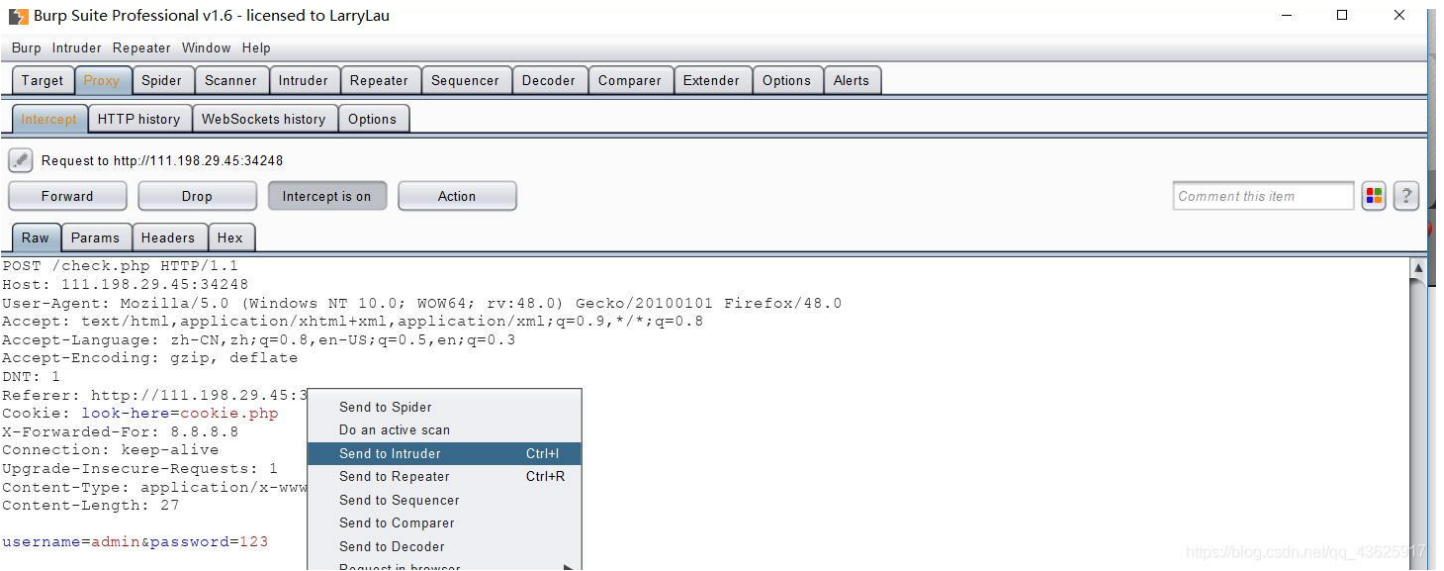 Burp Suite Professional v1.6 - licensed to LarryLau
Burp Intruder Repeater Window Help
Target Proxy Spider Scanner Intruder Repeater Sequencer Decoder Comparer Extender Options Alerts
Intercept HTTP history WebSockets history Options
Request to http://111.198.29.45:34248
Forward Drop Intercept is on Action Comment this item ?
Raw Params Headers Hex
POST /check.php HTTP/1.1
Host: 111.198.29.45:34248
User-Agent: Mozilla/5.0 (Windows NT 10.0; WOW64; rv:48.0) Gecko/20100101 Firefox/48.0
Accept: text/html,application/xhtml+xml,application/xml;q=0.9,*/*;q=0.8
Accept-Language: zh-CN,zh;q=0.8,en-US;q=0.5,en;q=0.3
Accept-Encoding: gzip, deflate
DNT: 1
Referer: http://111.198.29.45:3
Cookie: look-here=cookie.php
X-Forwarded-For: 8.8.8.8
Connection: keep-alive
Upgrade-Insecure-Requests: 1
Content-Type: application/x-www
Content-Length: 27
username=admin&password=123
Send to Spider
Do an active scan
Send to Intruder Ctrl+I
Send to Repeater Ctrl+R
Send to Sequencer
Send to Comparer
Send to Decoder
Request in browser
https://blog.csdn.net/qq_43625917